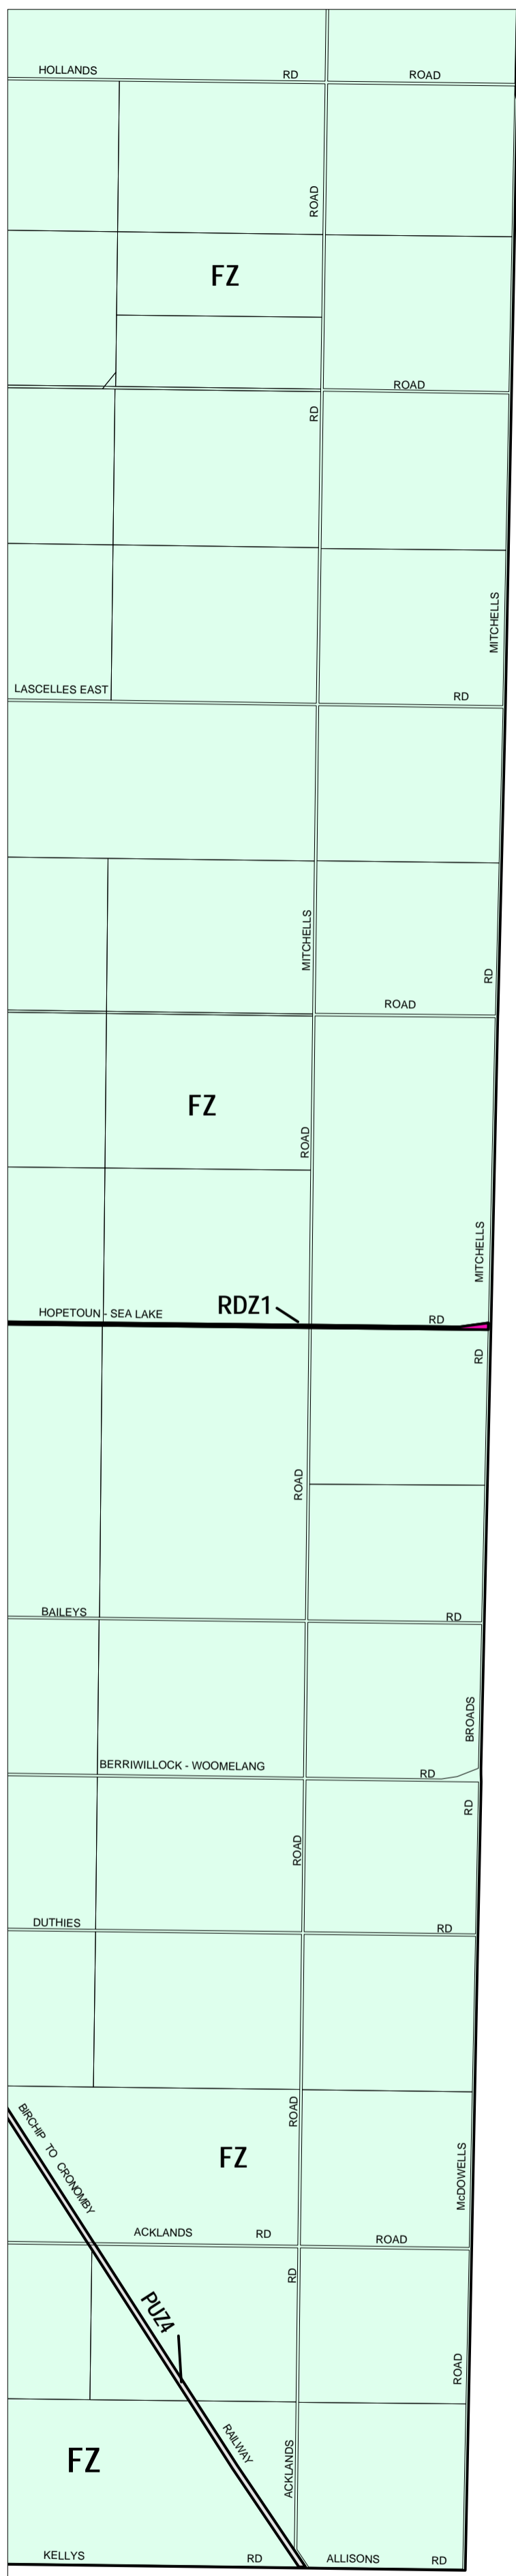 HOLLANDS RD ROAD
ROAD
FZ
ROAD
RD
MITCHELLS
LASCELLES EAST RD
MITCHELLS
RD
ROAD
FZ
ROAD
MITCHELLS
RDZ1
HOPETOUN - SEA LAKE RD
RD
ROAD
BAILEYS RD
BROADS
BERRIWILLOCK - WOOMELANG RD
RD
ROAD
DUTHIES RD
ROAD
BIRCHIP TO CRONOMBY
FZ
McDOWELLS
ACKLANDS RD ROAD
RD
PUZ4
ROAD
RAILWAY
ACKLANDS
FZ
KELLYS RD ALLISONS RD